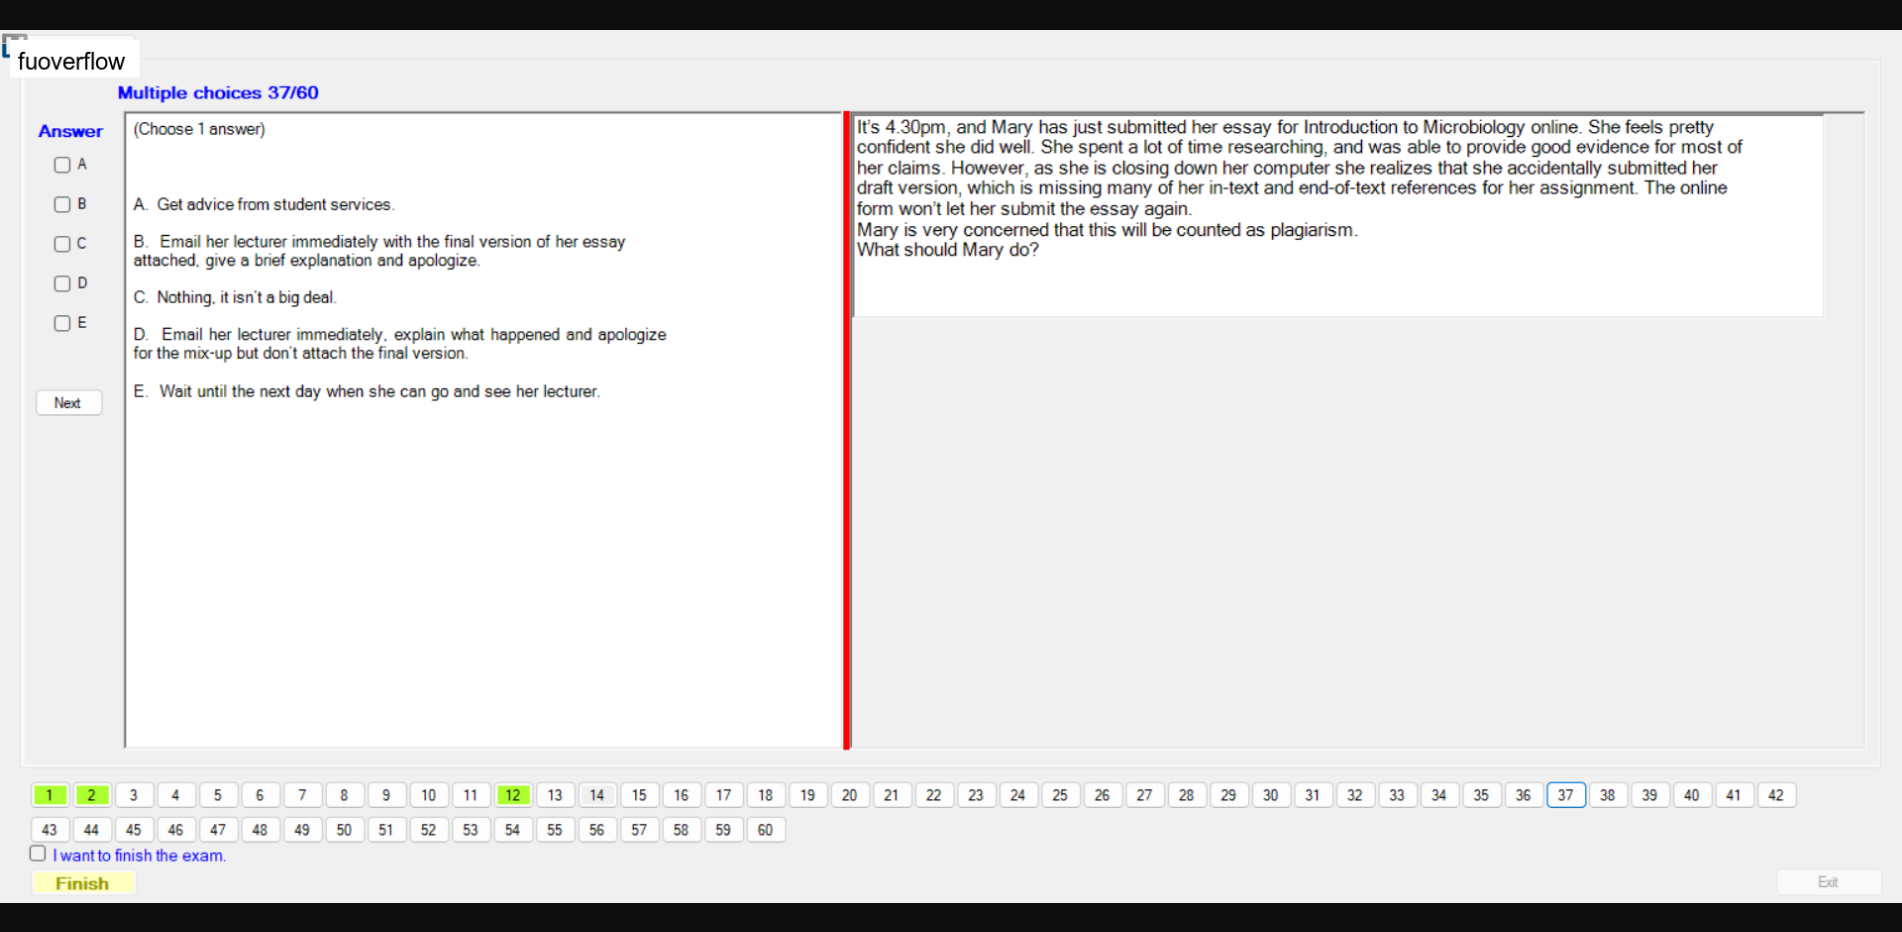 fuoverflow
Multiple choices 37/60
Answer
A
B
C
D
E
Next
(Choose 1 answer)
A. Get advice from student services.
B. Email her lecturer immediately with the final version of her essay
attached, give a brief explanation and apologize.
C. Nothing, it isn't a big deal.
D. Email her lecturer immediately, explain what happened and apologize
for the mix-up but don't attach the final version.
E. Wait until the next day when she can go and see her lecturer.
It's 4.30pm, and Mary has just submitted her essay for Introduction to Microbiology online. She feels pretty
confident she did well. She spent a lot of time researching, and was able to provide good evidence for most of
her claims. However, as she is closing down her computer she realizes that she accidentally submitted her
draft version, which is missing many of her in-text and end-of-text references for her assignment. The online
form won't let her submit the essay again.
Mary is very concerned that this will be counted as plagiarism.
What should Mary do?
1 2 3 4 5 6 7 8 9 10 11 12 13 14 15 16 17 18 19 20 21 22 23 24 25 26 27 28 29 30 31 32 33 34 35 36 37 38 39 40 41 42
43 44 45 46 47 48 49 50 51 52 53 54 55 56 57 58 59 60
I want to finish the exam.
Finish
Exit